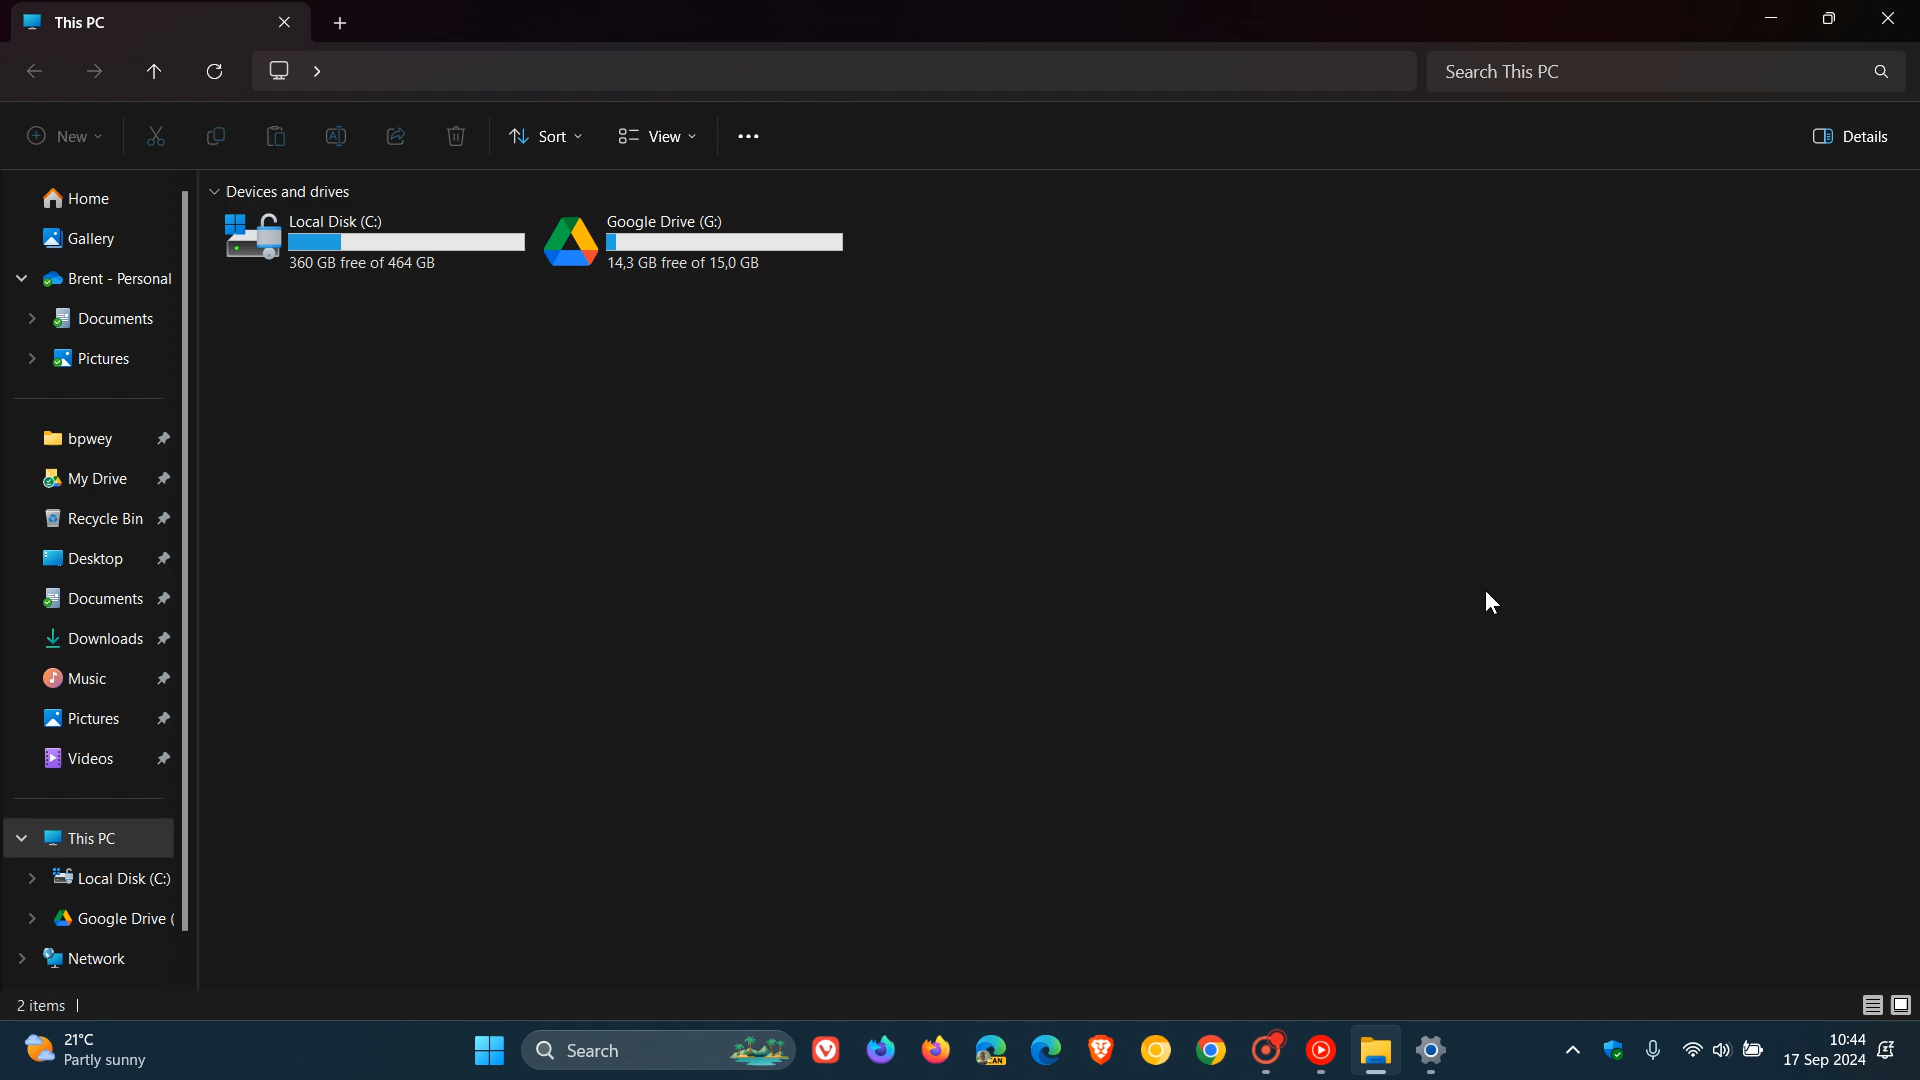 This PC
Search This PC
New
Sort
View
Details
Home
Gallery
Brent - Personal
Documents
Pictures
bpwey
My Drive
Recycle Bin
Desktop
Documents
Downloads
Music
Pictures
Videos
This PC
Local Disk (C:)
Google Drive (
Network
Devices and drives
Local Disk (C:)
360 GB free of 464 GB
Google Drive (G:)
14,3 GB free of 15,0 GB
2 items
21°C
Partly sunny
Search
CAN
10:44
17 Sep 2024